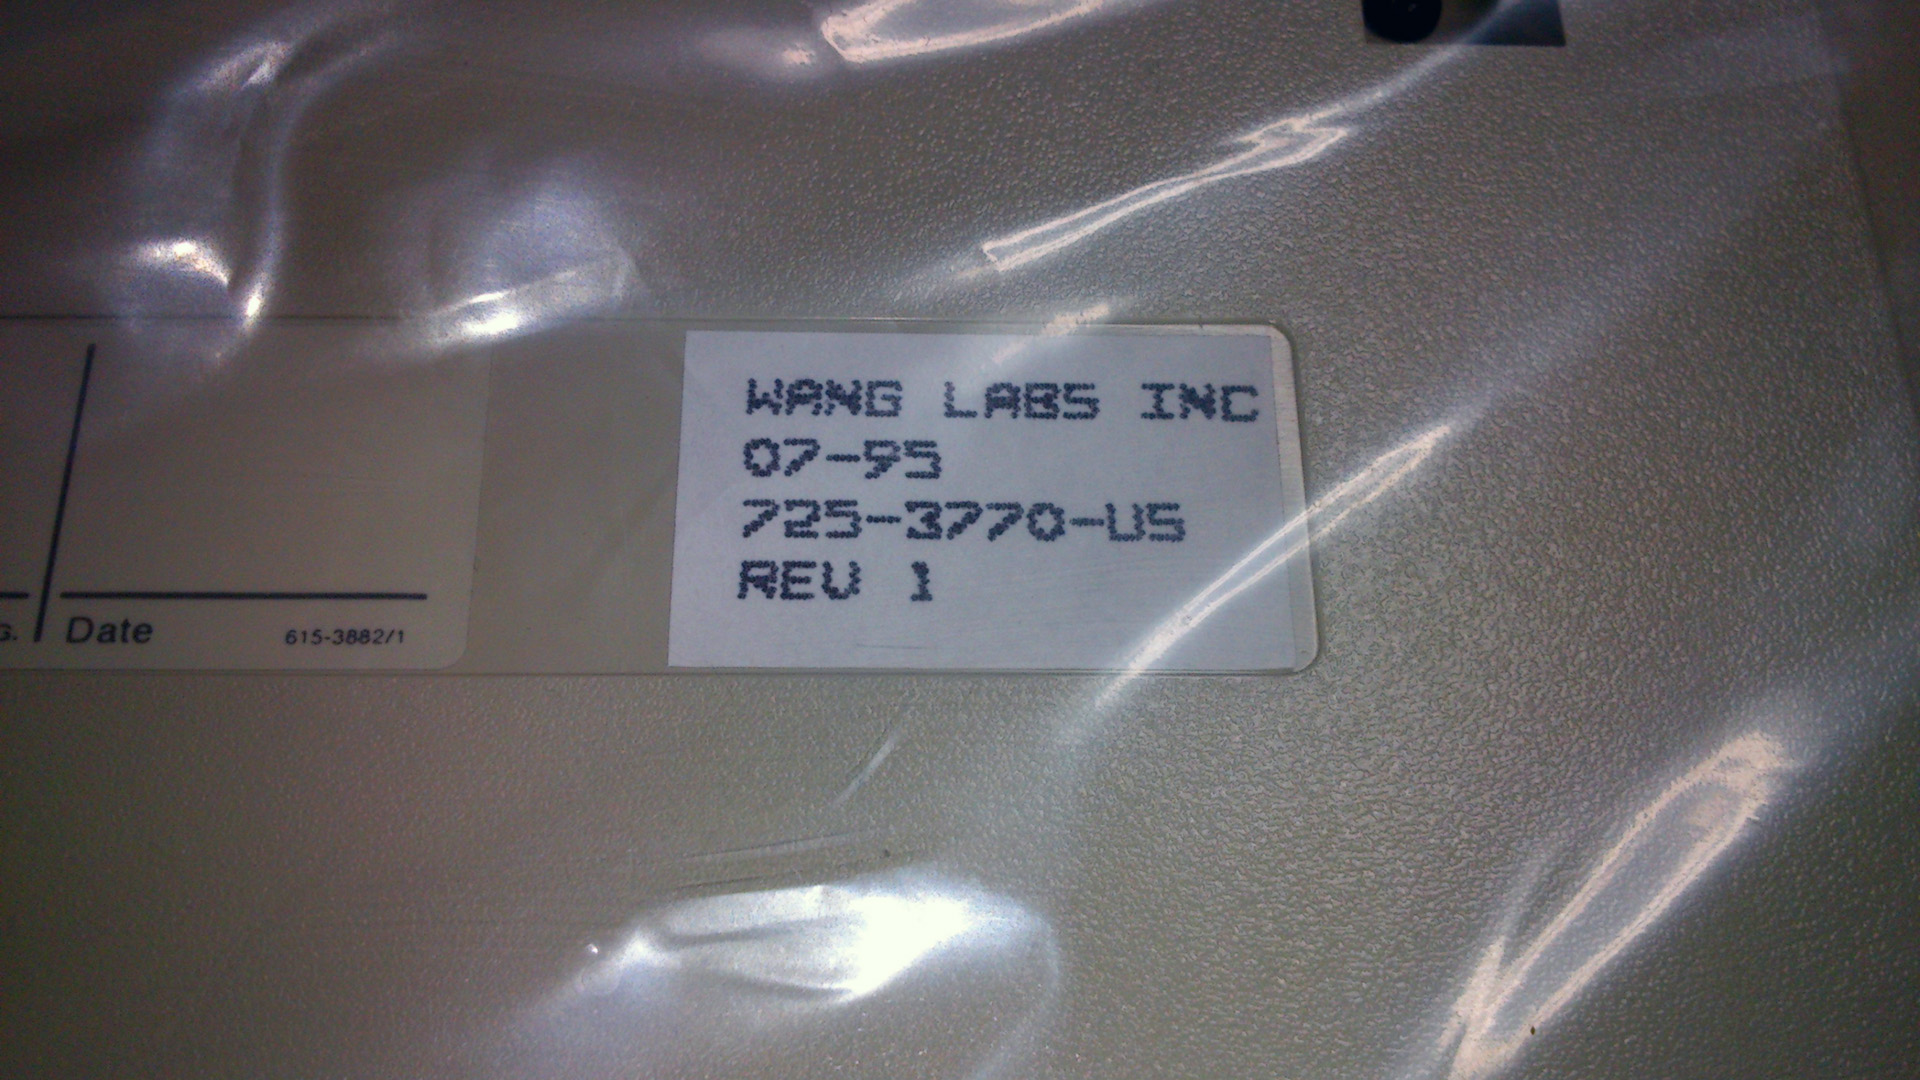 WANG LABS INC
07-95
725-3770-US
REV 1
Date 615-3882/1